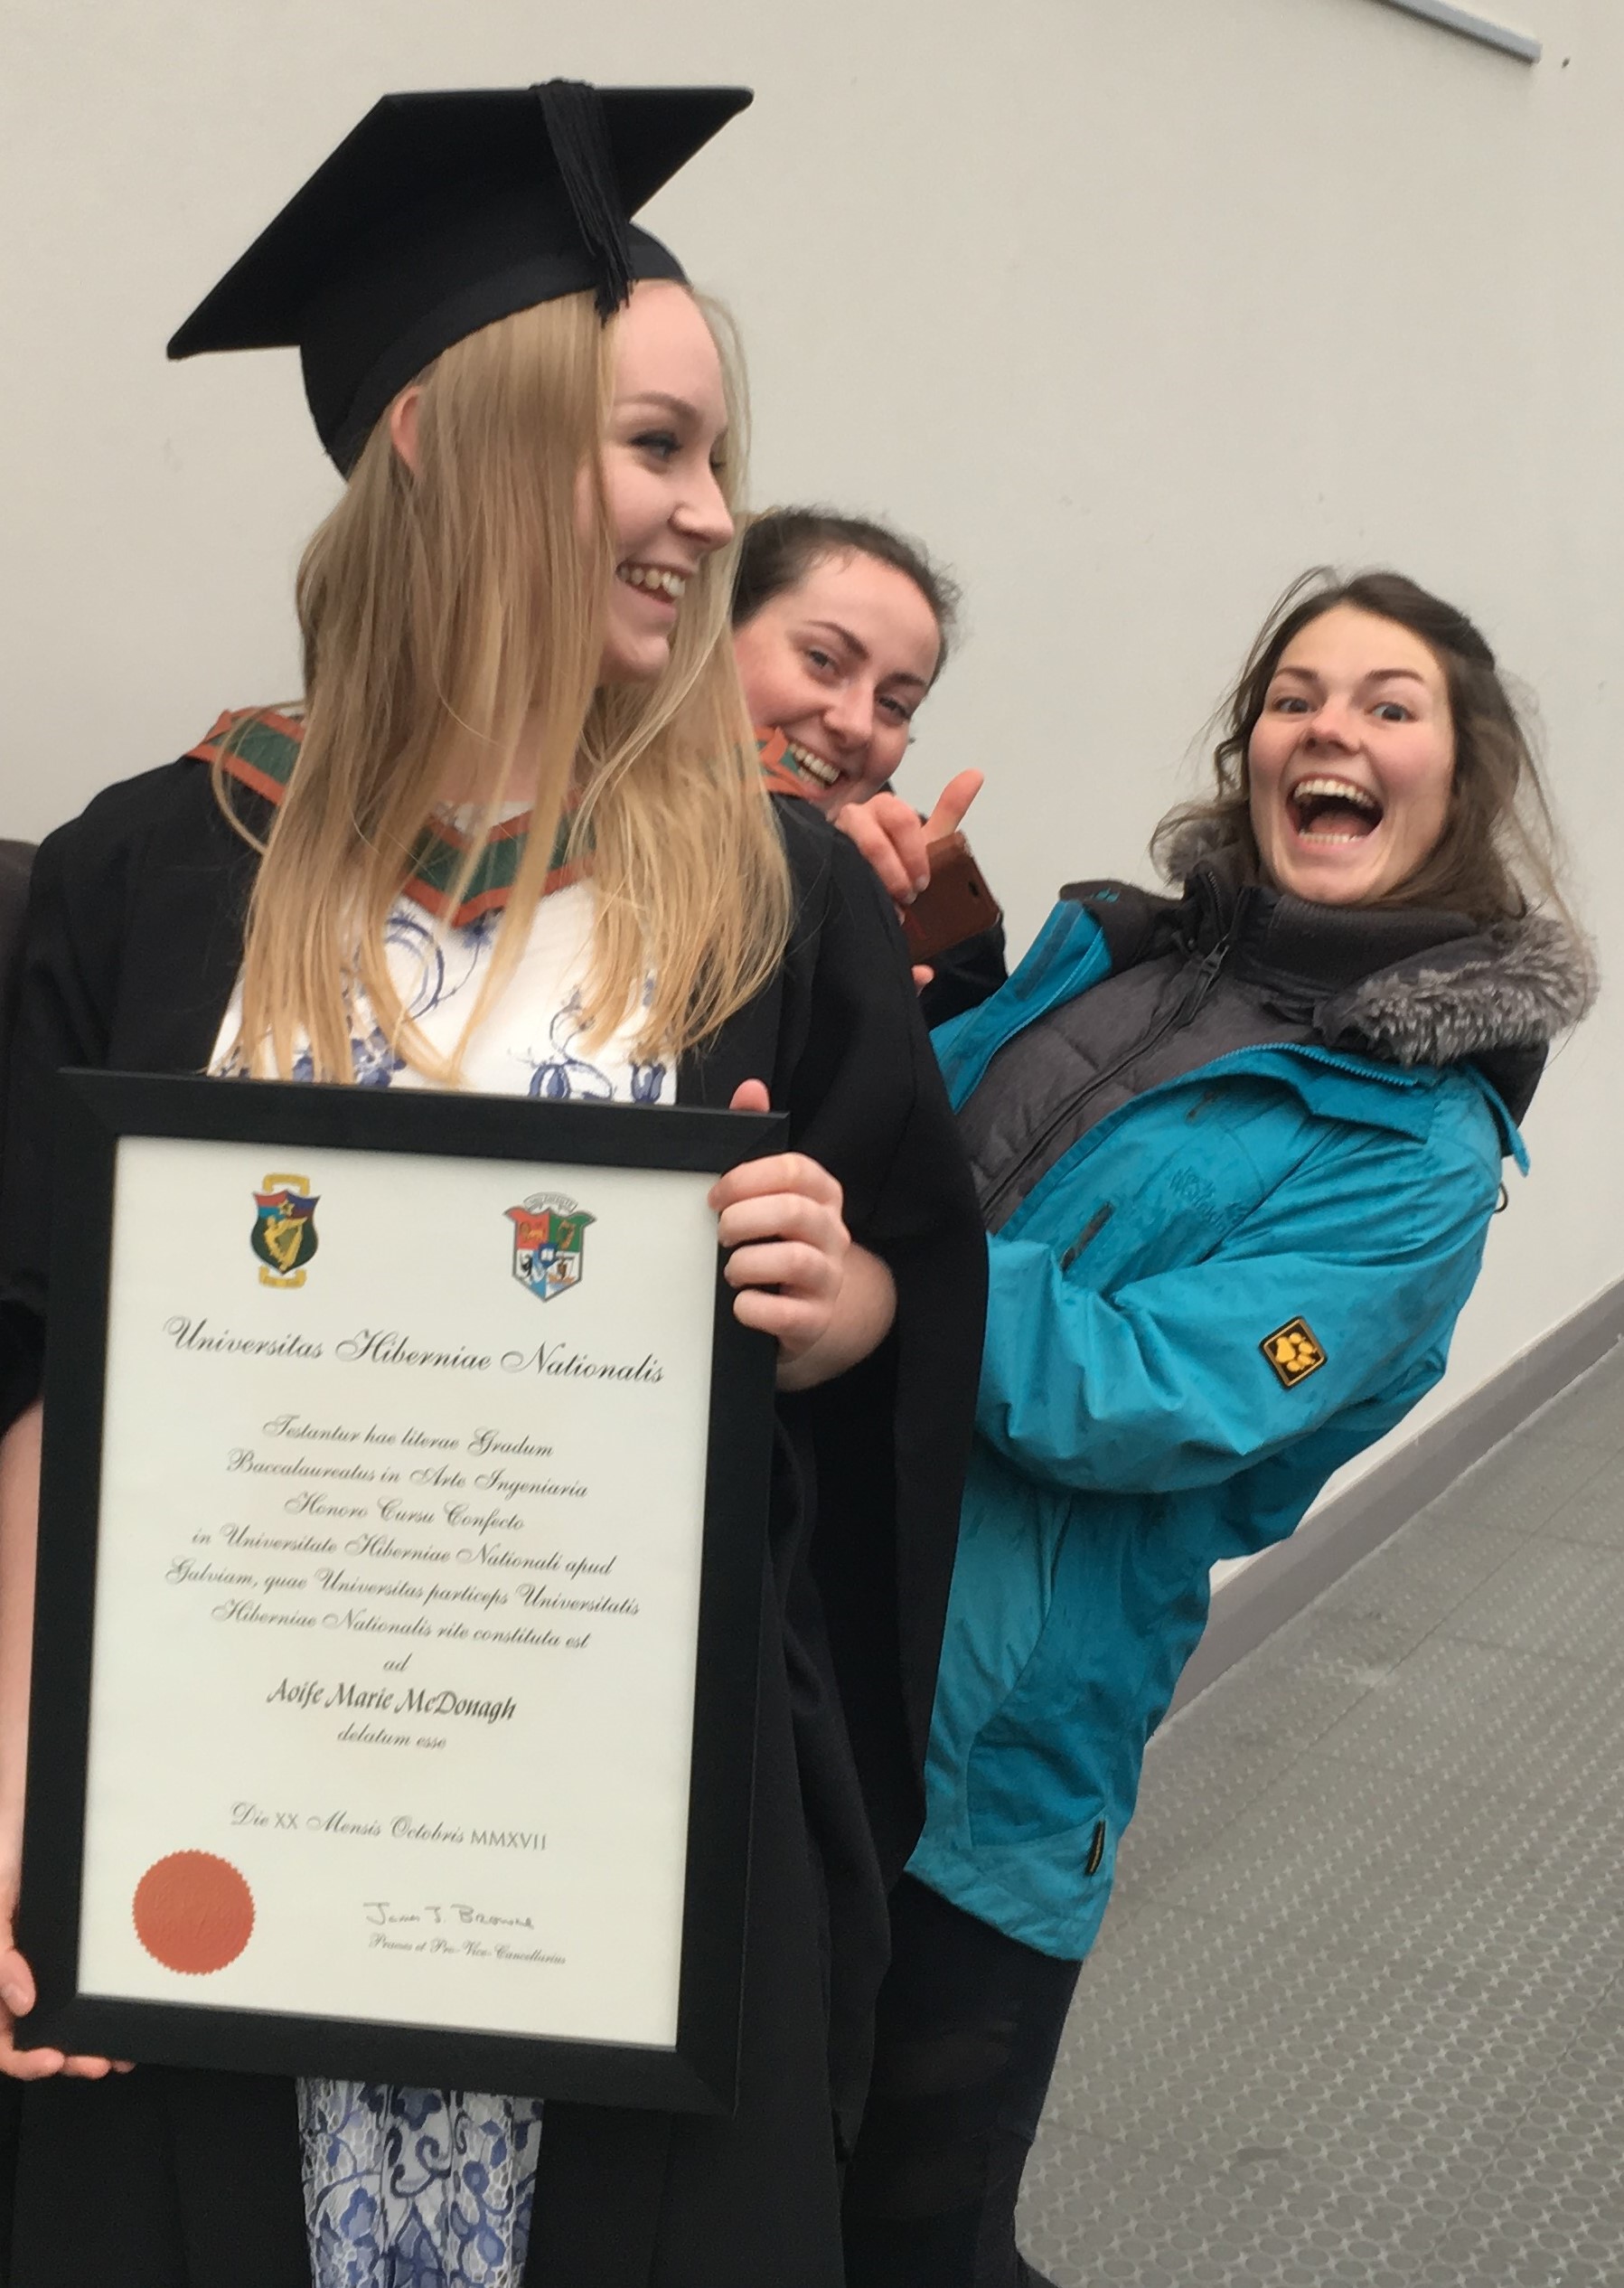 Universitas Hiberniae Nationalis
Testantur hae literae Gradum
Baccalaureatus in Arte Ingeniaria
Honoro Cursu Confecto
in Universitate Hiberniae Nationali apud
Galviam, quae Universitas particeps Universitatis
Hiberniae Nationalis rite constituta est
ad
Aoife Marie McDonagh
delatum esse
Die XX Mensis Octobris MMXVII
James J. Browne
Praeses et Pro-Vice-Cancellarius